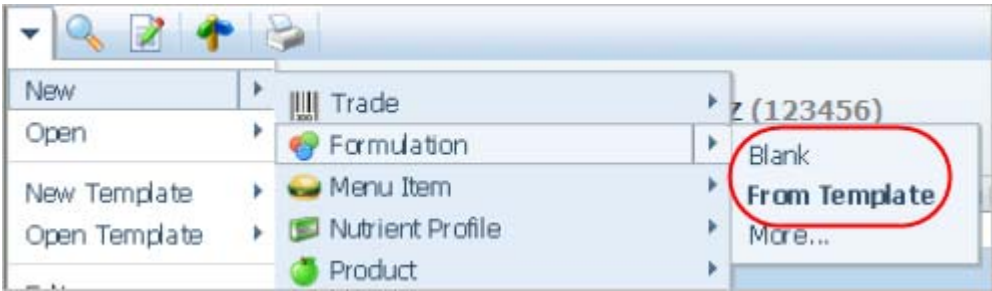 New
Open
New Template
Open Template
Trade
Formulation
Menu Item
Nutrient Profile
Product
z (123456)
Blank
From Template
More...